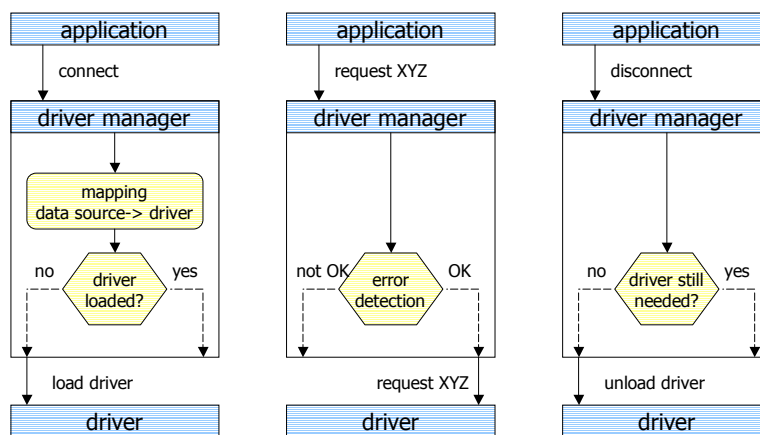 application
connect
driver manager
mapping
data source-> driver
no
yes
driver
loaded?
load driver
driver
application
request XYZ
driver manager
not OK
OK
error
detection
request XYZ
driver
application
disconnect
driver manager
no
yes
driver still
needed?
unload driver
driver